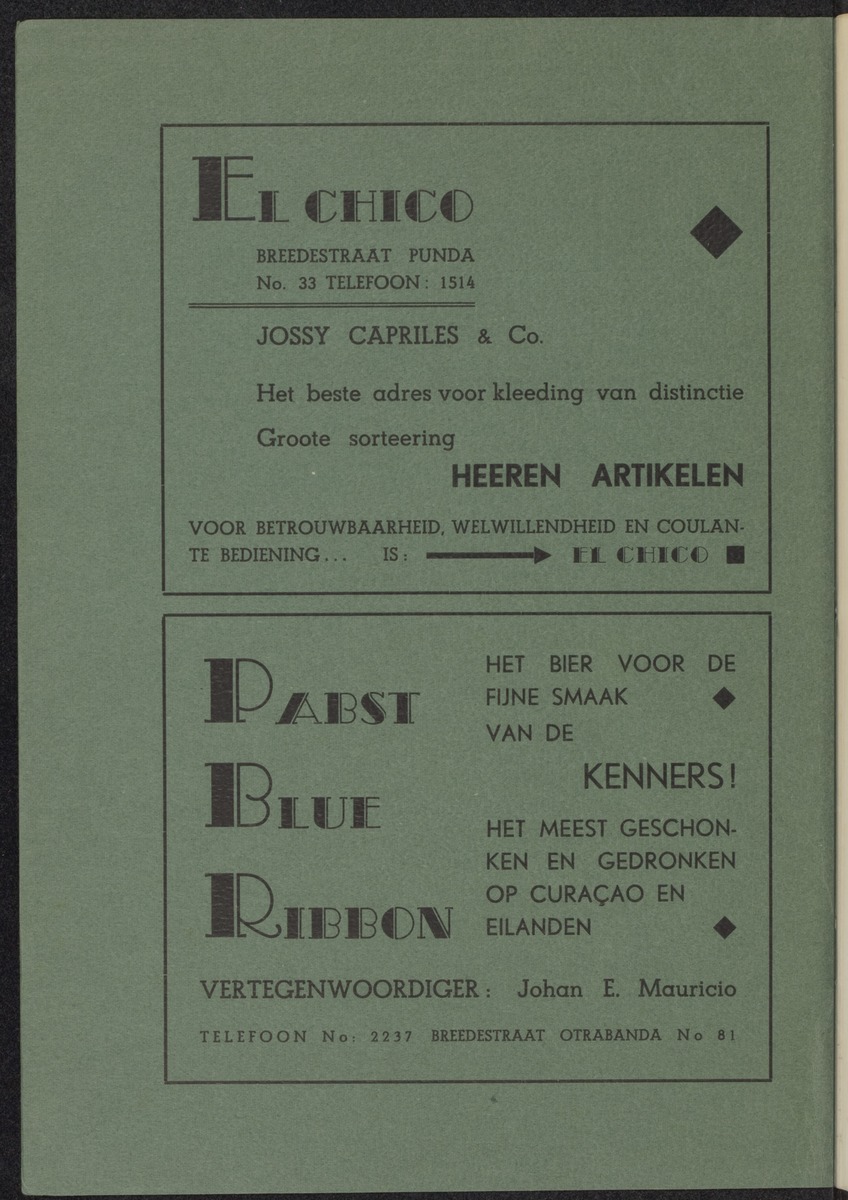 EL CHICO
BREEDESTRAAT PUNDA
No. 33 TELEFOON: 1514
JOSSY CAPRILES & Co.
Het beste adres voor kleeding van distinctie
Groote sorteering
HEEREN ARTIKELEN
VOOR BETROUWBAARHEID, WELWILLENDHEID EN COULAN-
TE BEDIENING... IS: EL CHICO
PABST
BLUE
RIBBON
HET BIER VOOR DE
FIJNE SMAAK
VAN DE
KENNERS!
HET MEEST GESCHON-
KEN EN GEDRONKEN
OP CURAÇAO EN
EILANDEN
VERTEGENWOORDIGER: Johan E. Mauricio
TELEFOON No: 2237 BREEDESTRAAT OTRABANDA No 81